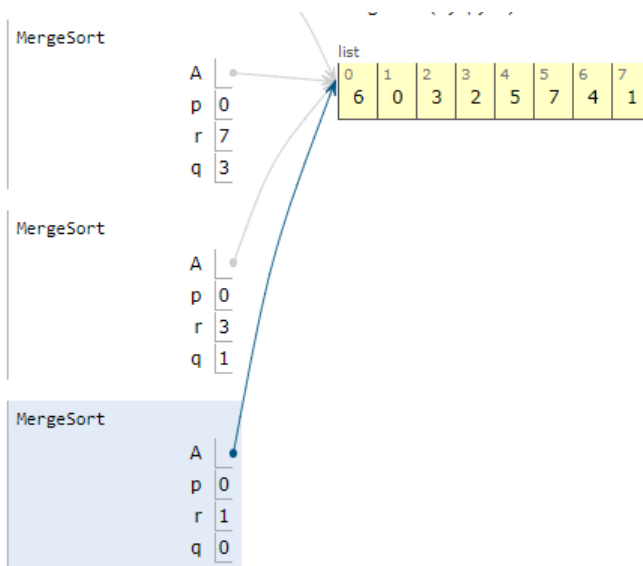 MergeSort
A
p 0
r 7
q 3
list
0 1 2 3 4 5 6 7
6 0 3 2 5 7 4 1
MergeSort
A
p 0
r 3
q 1
MergeSort
A
p 0
r 1
q 0